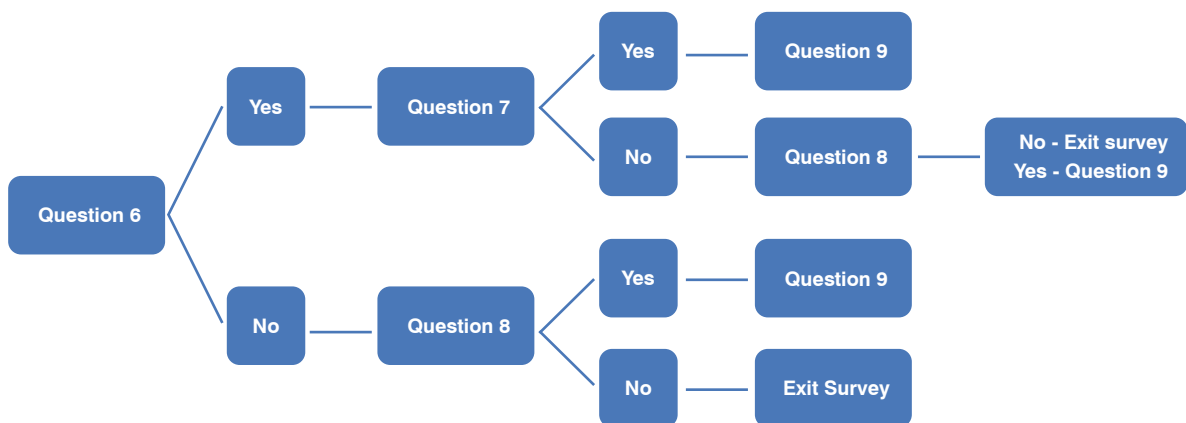 Question 6
Yes
Question 7
Yes
Question 9
No
Question 8
No - Exit survey
Yes - Question 9
No
Question 8
Yes
Question 9
No
Exit Survey